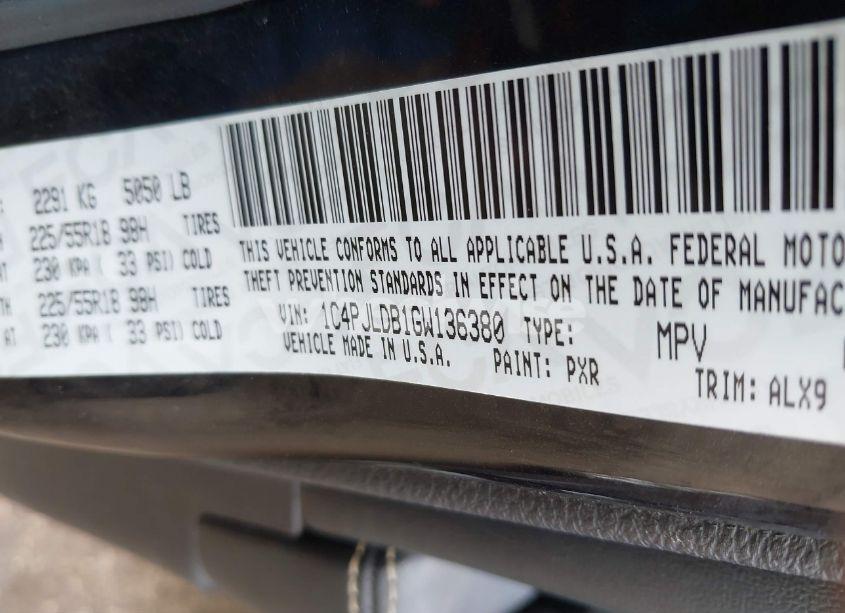 2291 KG 5050 LB
225/55R18 98H TIRES
AT 230 KPA ( 33 PSI) COLD
225/55R18 98H TIRES
AT 230 KPA ( 33 PSI) COLD
THIS VEHICLE CONFORMS TO ALL APPLICABLE U.S.A. FEDERAL MOTO
THEFT PREVENTION STANDARDS IN EFFECT ON THE DATE OF MANUFAC
VIN: 1C4PJLDB1GW136380 TYPE: MPV
VEHICLE MADE IN U.S.A. PAINT: PXR TRIM: ALX9